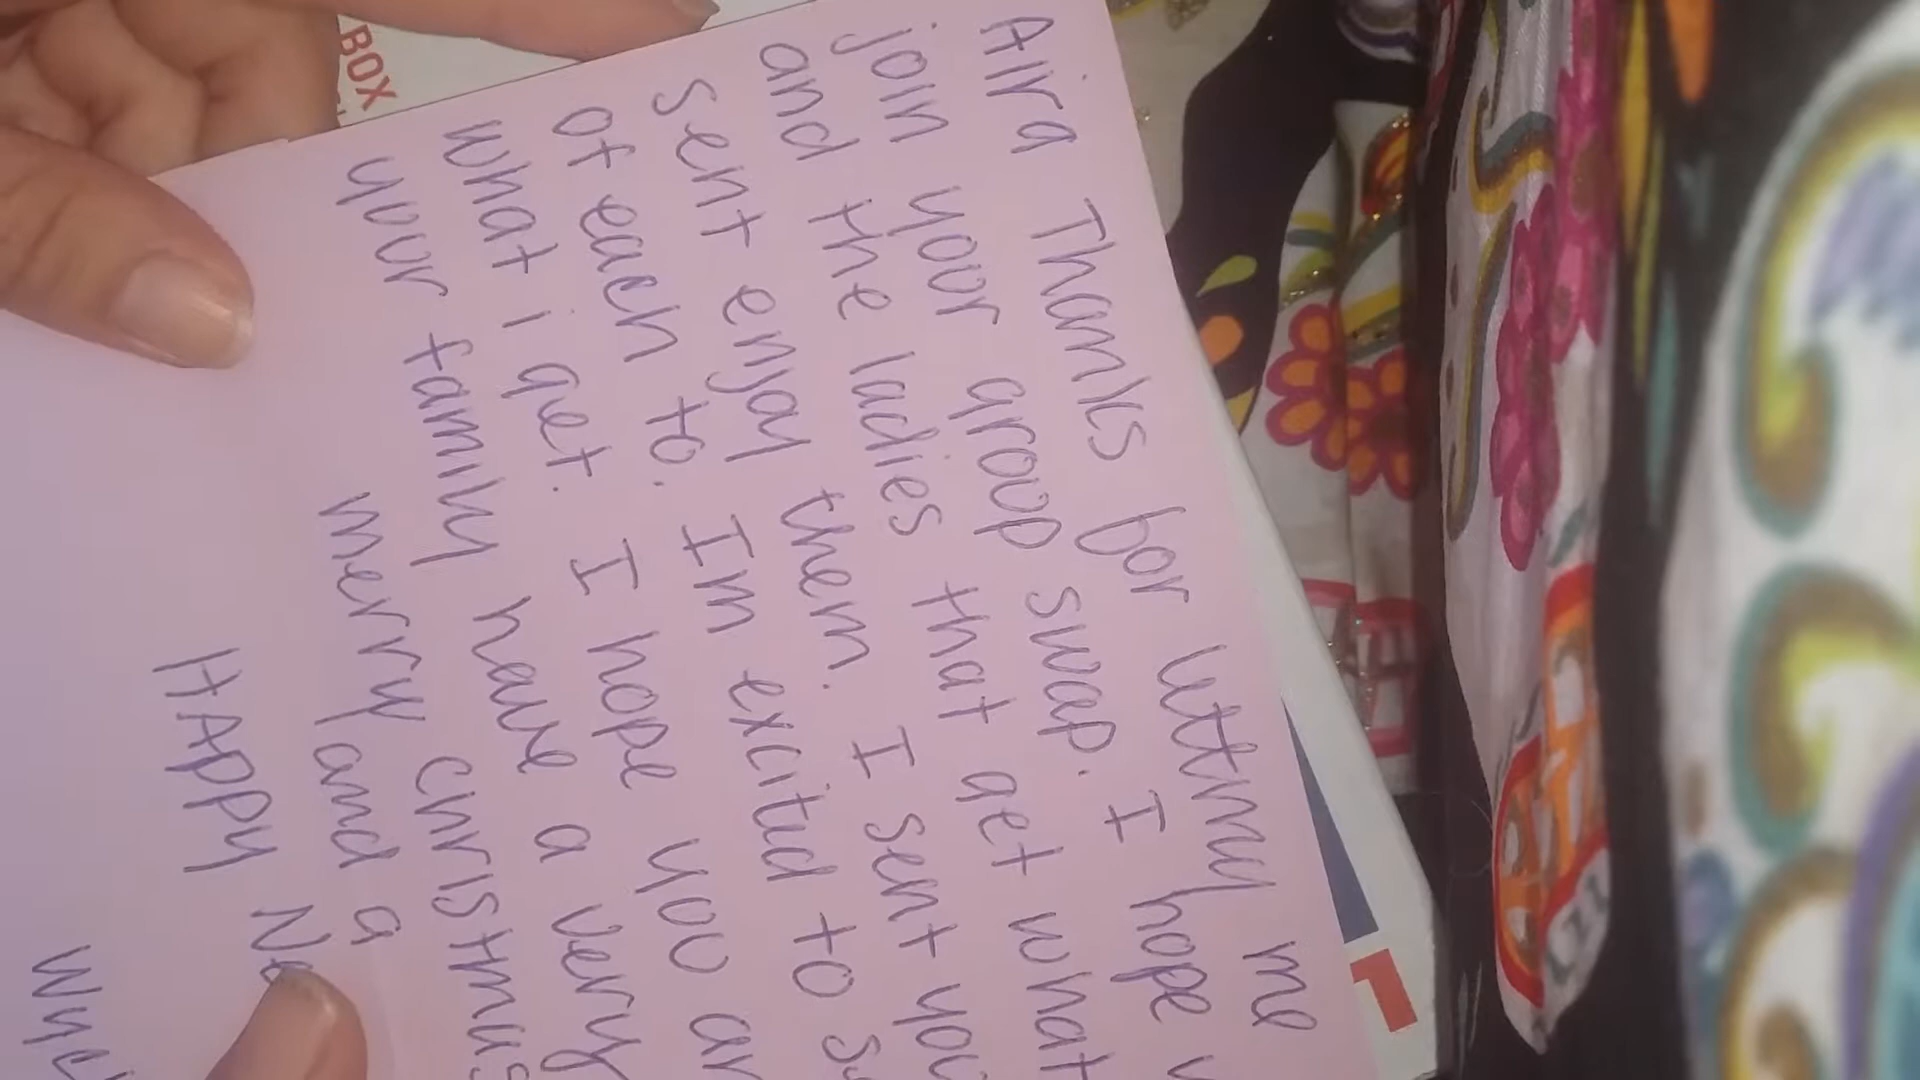 BOX
Aira Thanks for letting me
join your group swap. I hope
and the ladies that get what
sent enjoy them. I sent you
of each to. Im excited to
what i get. I hope you
your family have a very
merry christmas
and a
HAppy